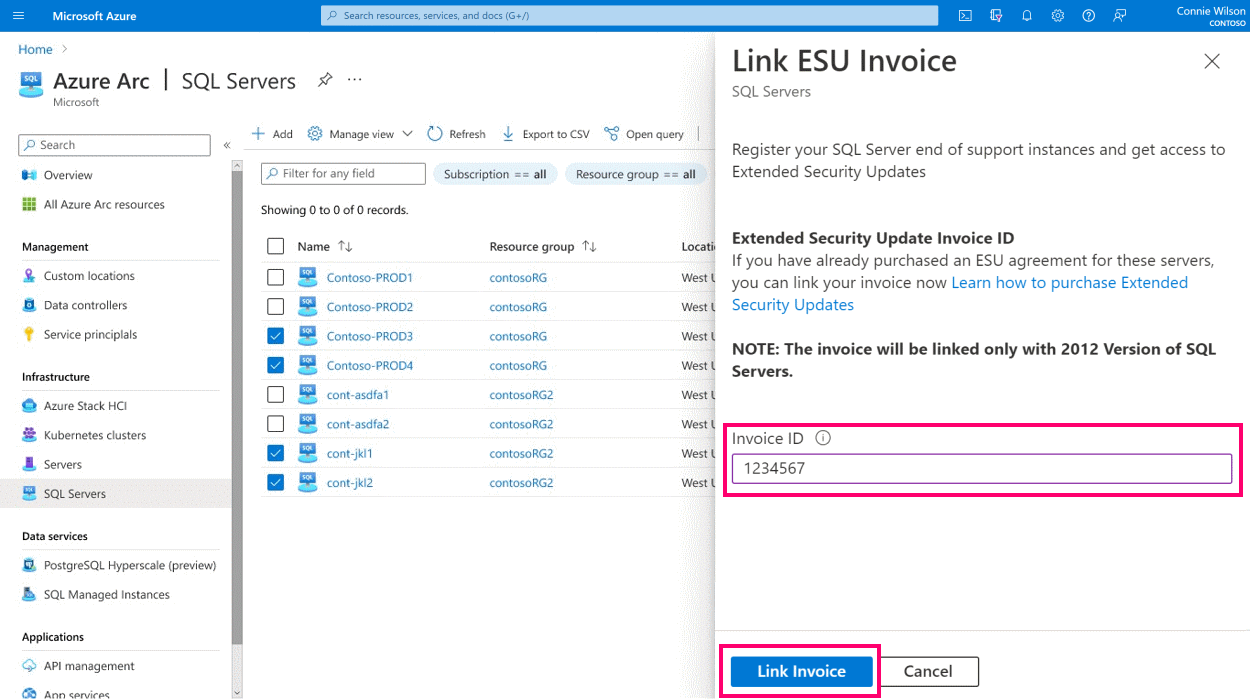 Microsoft Azure
Search resources, services, and docs (G+/)
Connie Wilson
CONTOSO
Home
Azure Arc | SQL Servers
Microsoft
Search
Overview
All Azure Arc resources
Management
Custom locations
Data controllers
Service principals
Infrastructure
Azure Stack HCI
Kubernetes clusters
Servers
SQL Servers
Data services
PostgreSQL Hyperscale (preview)
SQL Managed Instances
Applications
API management
App services
Add Manage view Refresh Export to CSV Open query
Filter for any field Subscription == all Resource group == all
Showing 0 to 0 of 0 records.
Name Resource group Locati
Contoso-PROD1 contosoRG West U
Contoso-PROD2 contosoRG West U
Contoso-PROD3 contosoRG West U
Contoso-PROD4 contosoRG West U
cont-asdfa1 contosoRG2 West U
cont-asdfa2 contosoRG2 West U
cont-jkl1 contosoRG2 West U
cont-jkl2 contosoRG2 West U
Link ESU Invoice
SQL Servers
Register your SQL Server end of support instances and get access to
Extended Security Updates
Extended Security Update Invoice ID
If you have already purchased an ESU agreement for these servers,
you can link your invoice now Learn how to purchase Extended
Security Updates
NOTE: The invoice will be linked only with 2012 Version of SQL
Servers.
Invoice ID
1234567
Link Invoice Cancel